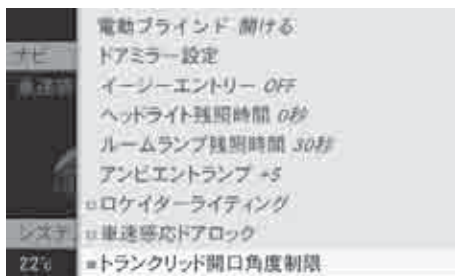 電動ブラインド 開ける
ナビ
ドアミラー設定
イージーエントリー OFF
ヘッドライト残照時間 0秒
ルームランプ残照時間 30秒
アンビエントランプ +5
ロケイターライティング
システ
車速感応ドアロック
22℃
トランクリッド開口角度制限